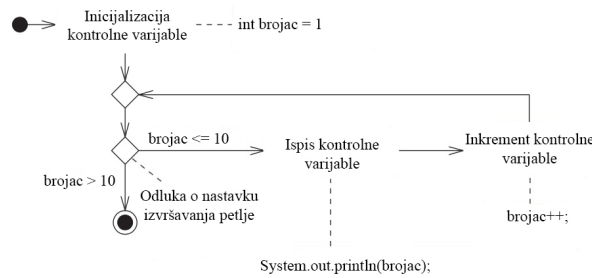 Inicijalizacija
kontrolne varijable
int brojac = 1
brojac <= 10
Ispis kontrolne
varijable
Inkrement kontrolne
varijable
brojac > 10
Odluka o nastavku
izvršavanja petlje
brojac++;
System.out.println(brojac);